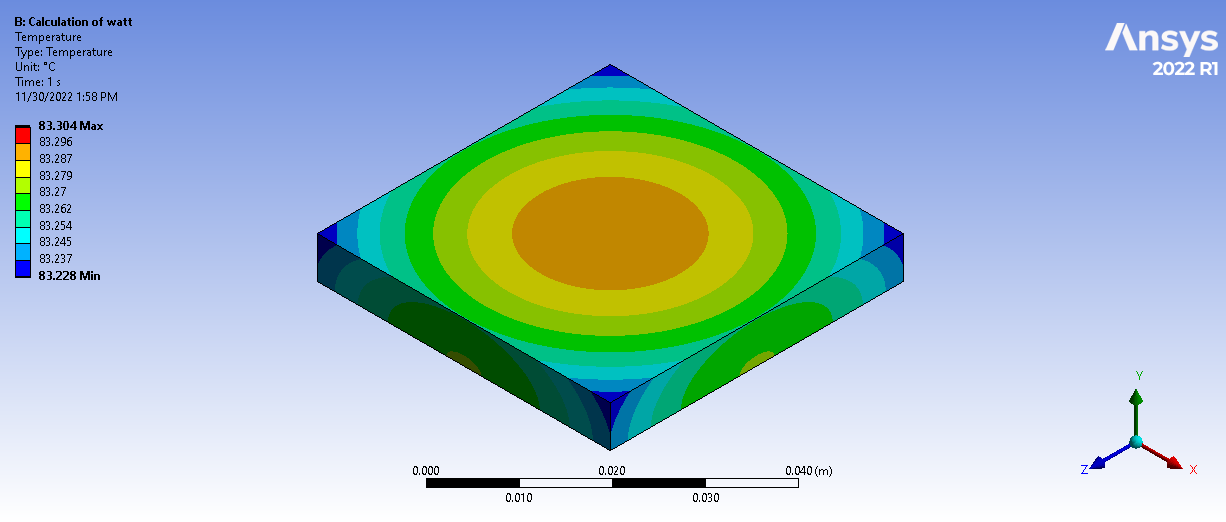 B: Calculation of watt
Temperature
Type: Temperature
Unit: °C
Time: 1 s
11/30/2022 1:58 PM
Ansys
2022 R1
83.304 Max
83.296
83.287
83.279
83.27
83.262
83.254
83.245
83.237
83.228 Min
0.000 0.020 0.040 (m)
0.010 0.030
Y
Z X